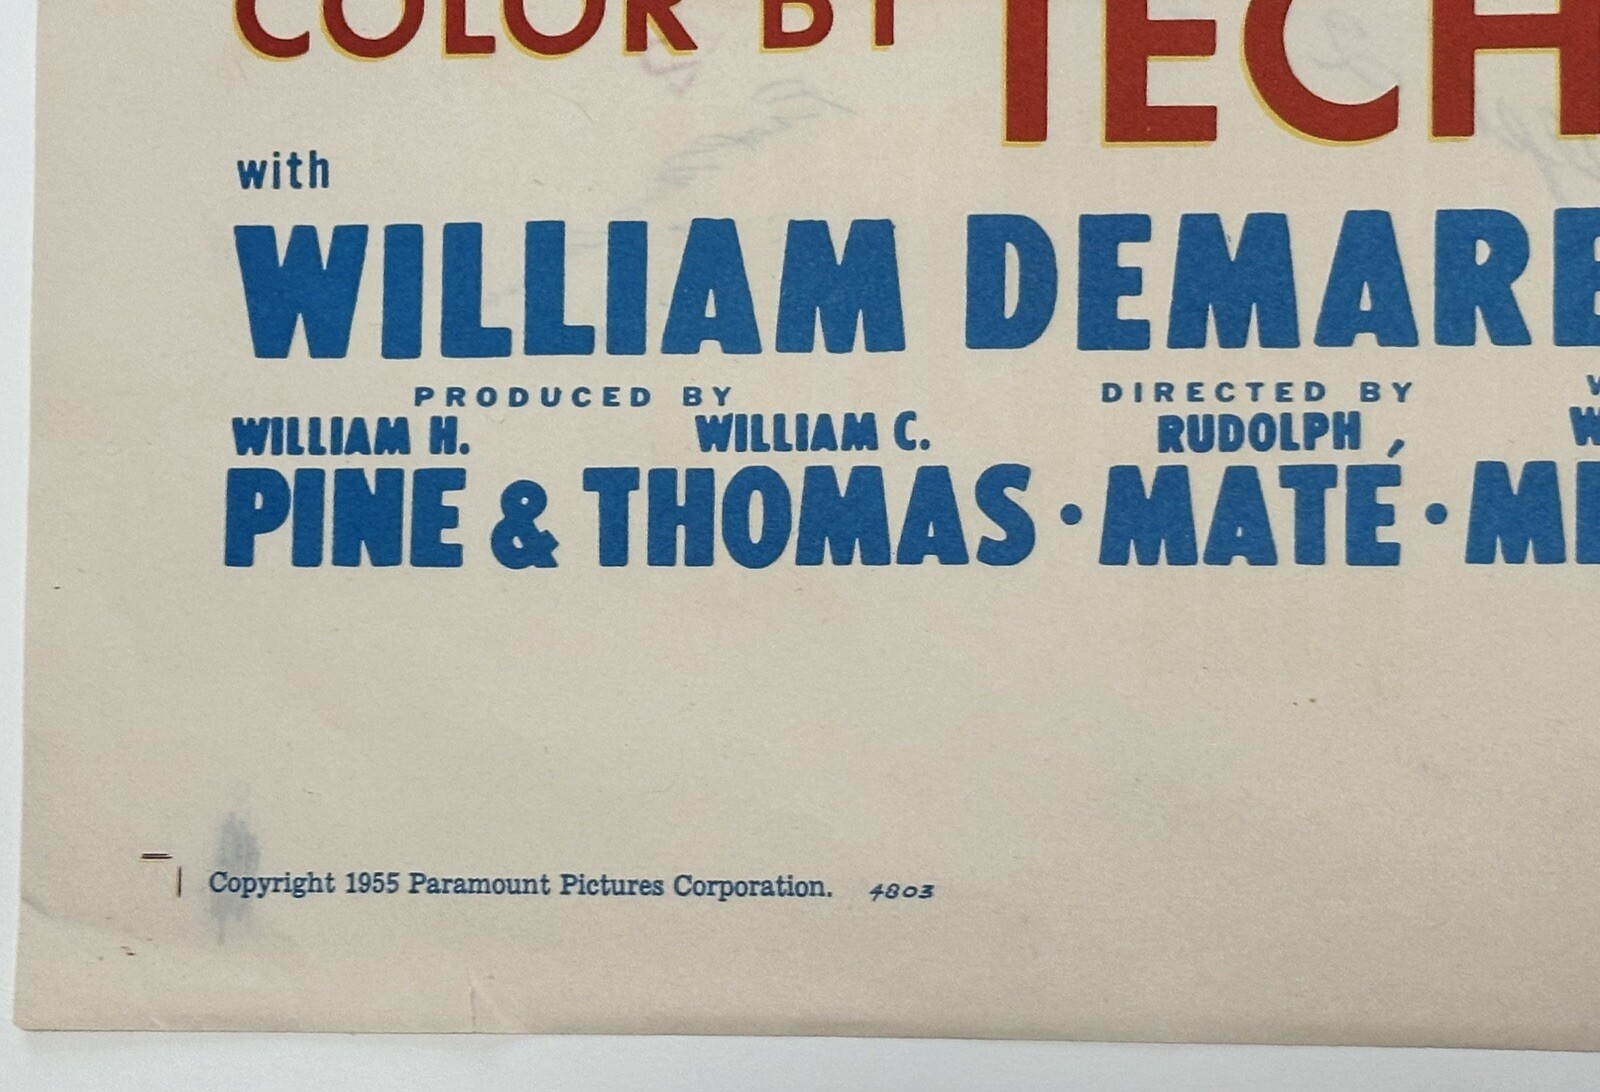 COLOR BY TECH
with
WILLIAM DEMARE
PRODUCED BY DIRECTED BY
WILLIAM H. WILLIAM C. RUDOLPH W
PINE & THOMAS · MATÉ · M
Copyright 1955 Paramount Pictures Corporation. 4803